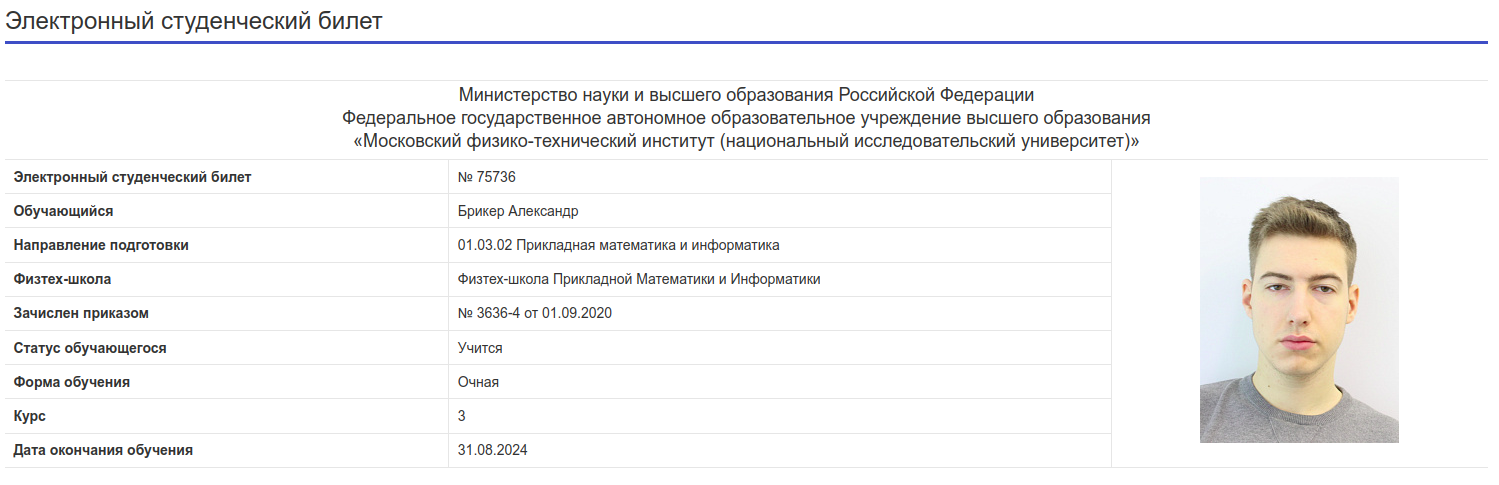 Электронный студенческий билет
Министерство науки и высшего образования Российской Федерации
Федеральное государственное автономное образовательное учреждение высшего образования
«Московский физико-технический институт (национальный исследовательский университет)»
Электронный студенческий билет № 75736
Обучающийся Брикер Александр
Направление подготовки 01.03.02 Прикладная математика и информатика
Физтех-школа Физтех-школа Прикладной Математики и Информатики
Зачислен приказом № 3636-4 от 01.09.2020
Статус обучающегося Учится
Форма обучения Очная
Курс 3
Дата окончания обучения 31.08.2024